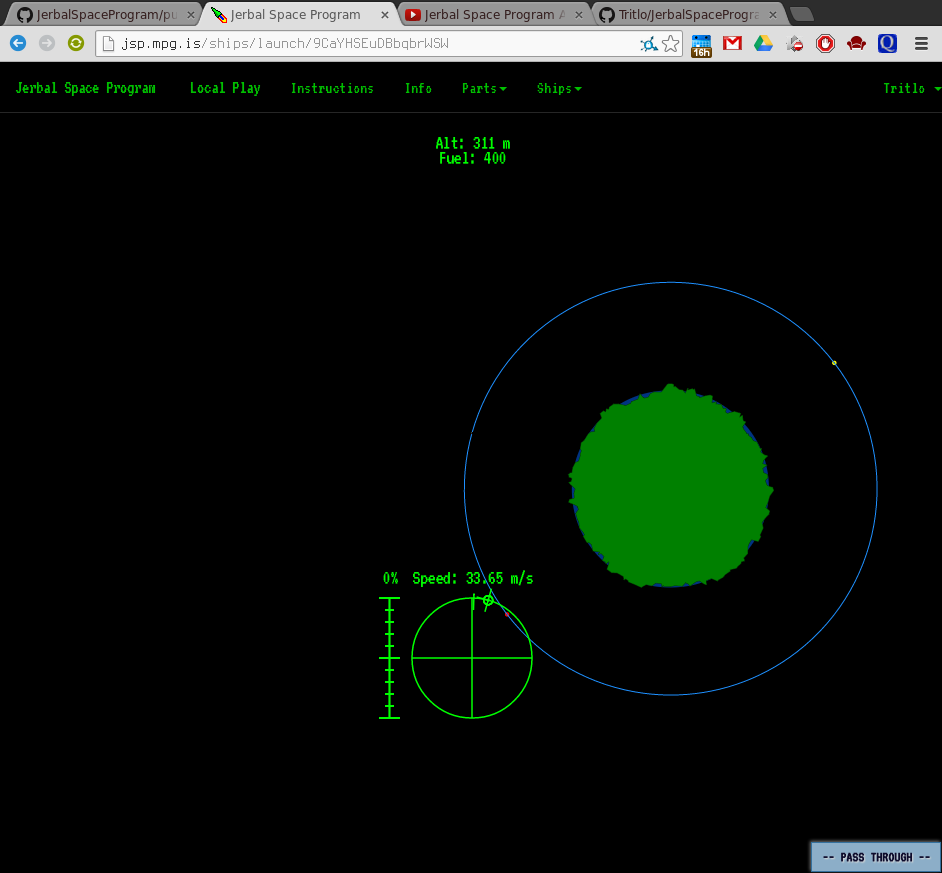 JerbalSpaceProgram/pu
Jerbal Space Program
Jerbal Space Program A
Tritlo/JerbalSpaceProgra
jsp.mpg.is/ships/launch/9CaYHSEuDBbqbrWSW
16h
Jerbal Space Program Local Play Instructions Info Parts Ships Tritlo
Alt: 311 m
Fuel: 400
0% Speed: 33.65 m/s
-- PASS THROUGH --